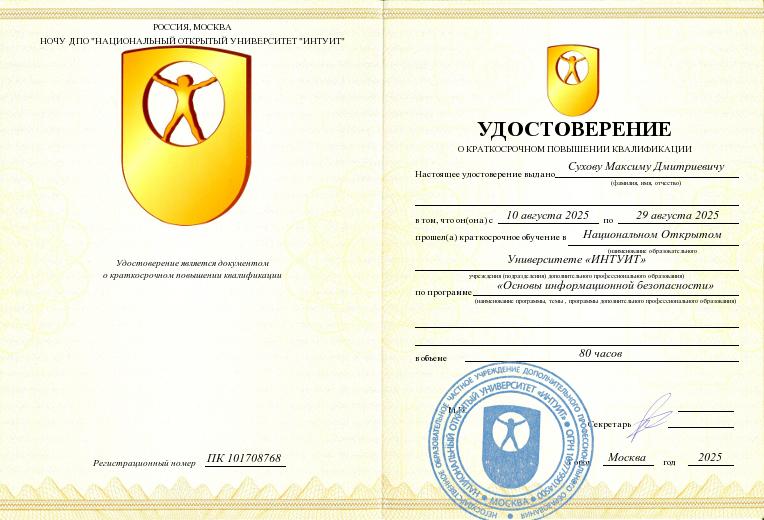 РОССИЯ, МОСКВА
НОЧУ ДПО "НАЦИОНАЛЬНЫЙ ОТКРЫТЫЙ УНИВЕРСИТЕТ "ИНТУИТ"
Удостоверение является документом
о краткосрочном повышении квалификации
Регистрационный номер ПК 101708768
УДОСТОВЕРЕНИЕ
О КРАТКОСРОЧНОМ ПОВЫШЕНИИ КВАЛИФИКАЦИИ
Настоящее удостоверение выдано Сухову Максиму Дмитриевичу
(фамилия, имя, отчество)
в том, что он(она) с 10 августа 2025 по 29 августа 2025
прошел(а) краткосрочное обучение в Национальном Открытом
(наименование образовательного
Университете «ИНТУИТ»
учреждения (подразделения) дополнительного профессионального образования)
по программе «Основы информационной безопасности»
(наименование программы, темы, программы дополнительного профессионального образования)
в объеме 80 часов
М.П.
Секретарь
Город Москва год 2025
НЕГОСУДАРСТВЕННОЕ ОБРАЗОВАТЕЛЬНОЕ ЧАСТНОЕ УЧРЕЖДЕНИЕ ДОПОЛНИТЕЛЬНОГО ПРОФЕССИОНАЛЬНОГО ОБРАЗОВАНИЯ
НАЦИОНАЛЬНЫЙ ОТКРЫТЫЙ УНИВЕРСИТЕТ «ИНТУИТ» ОГРН
МОСКВА